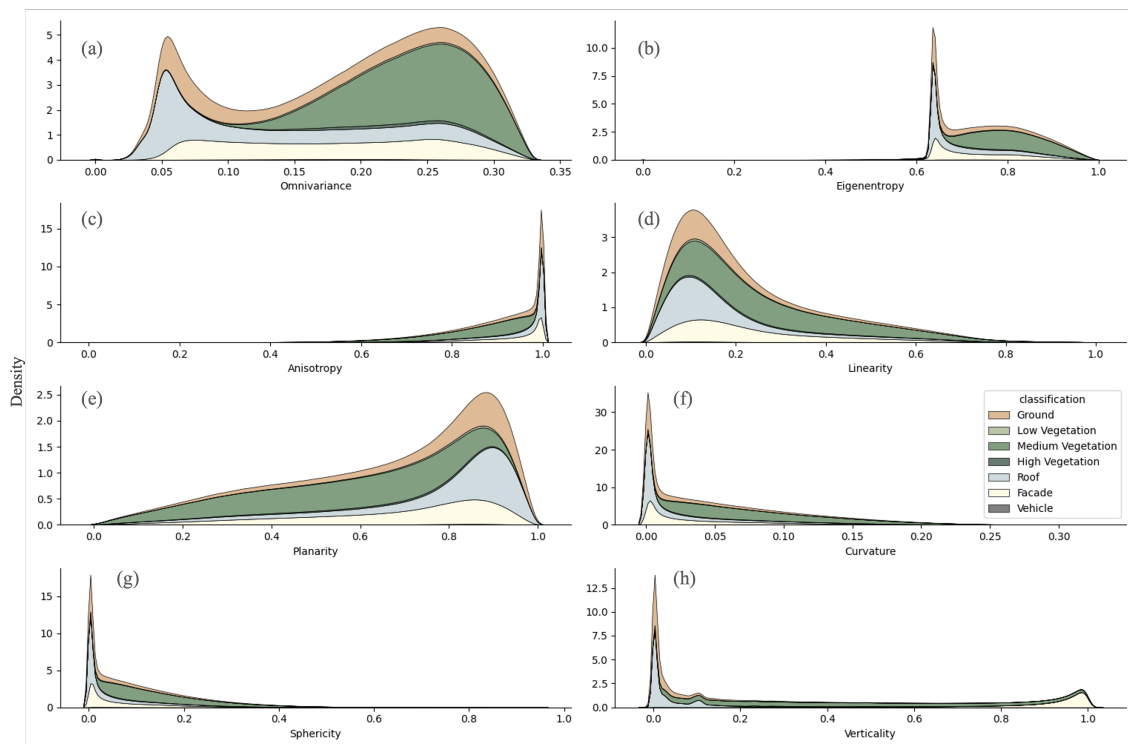 (a)
5
4
3
2
1
0
0.00 0.05 0.10 0.15 0.20 0.25 0.30 0.35
Omnivariance
(b)
10.0
7.5
5.0
2.5
0.0
0.0 0.2 0.4 0.6 0.8 1.0
Eigenentropy
(c)
15
10
5
0
0.0 0.2 0.4 0.6 0.8 1.0
Anisotropy
(d)
3
2
1
0
0.0 0.2 0.4 0.6 0.8 1.0
Linearity
Density
(e)
2.5
2.0
1.5
1.0
0.5
0.0
0.0 0.2 0.4 0.6 0.8 1.0
Planarity
(f)
30
20
10
0
0.00 0.05 0.10 0.15 0.20 0.25 0.30
Curvature
classification
Ground
Low Vegetation
Medium Vegetation
High Vegetation
Roof
Facade
Vehicle
(g)
15
10
5
0
0.0 0.2 0.4 0.6 0.8 1.0
Sphericity
(h)
12.5
10.0
7.5
5.0
2.5
0.0
0.0 0.2 0.4 0.6 0.8 1.0
Verticality